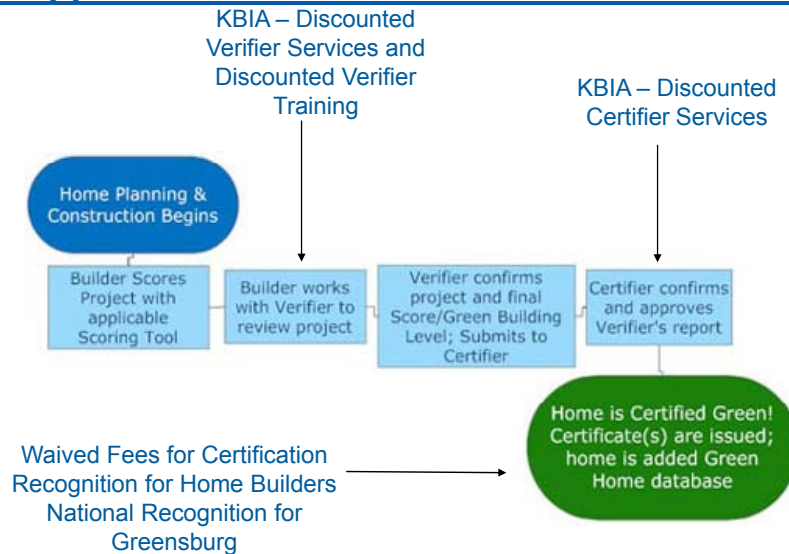 KBIA – Discounted
Verifier Services and
Discounted Verifier
Training
KBIA – Discounted
Certifier Services
Home Planning &
Construction Begins
Builder Scores
Project with
applicable
Scoring Tool
Builder works
with Verifier to
review project
Verifier confirms
project and final
Score/Green Building
Level; Submits to
Certifier
Certifier confirms
and approves
Verifier's report
Home is Certified Green!
Certificate(s) are issued;
home is added Green
Home database
Waived Fees for Certification
Recognition for Home Builders
National Recognition for
Greensburg